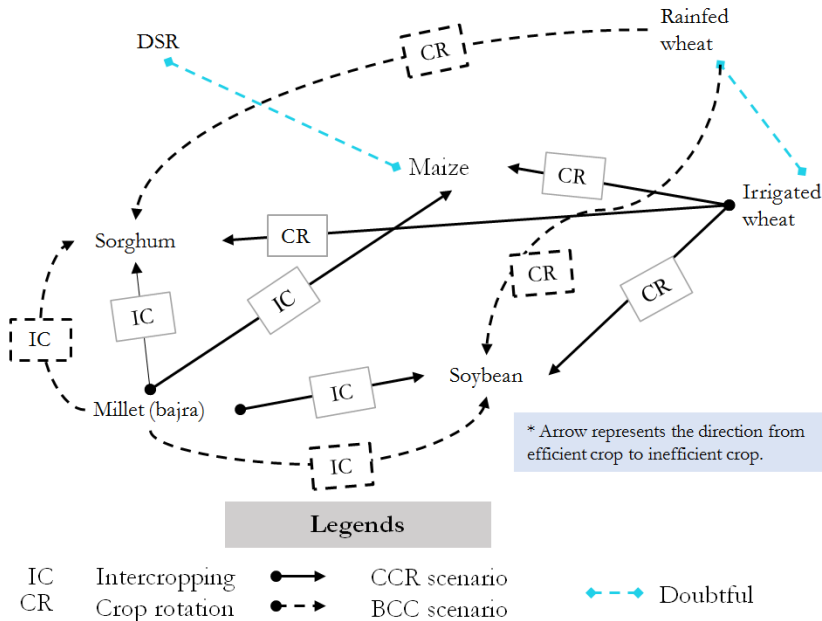 DSR
CR
Rainfed
wheat
Maize
CR
Irrigated
wheat
Sorghum
CR
CR
IC
IC
IC
CR
IC
Soybean
Millet (bajra)
IC
* Arrow represents the direction from
efficient crop to inefficient crop.
Legends
IC Intercropping CCR scenario
CR Crop rotation BCC scenario
Doubtful